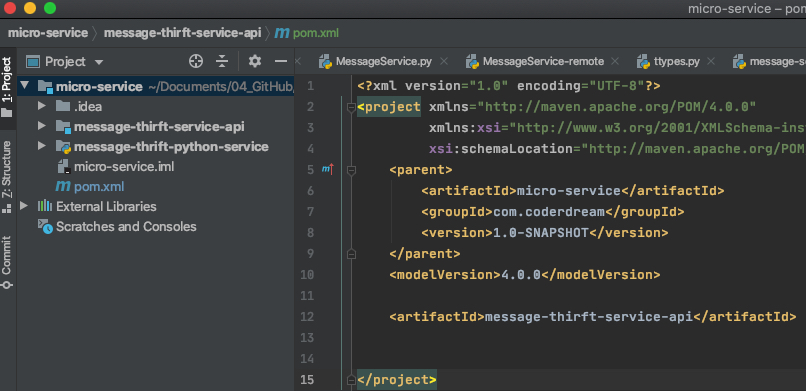 micro-service – pom
micro-service message-thirft-service-api pom.xml
1: Project
Z: Structure
Commit
Project
MessageService.py MessageService-remote ttypes.py message-s
micro-service ~/Documents/04_GitHub/
.idea
message-thirft-service-api
message-thrift-python-service
micro-service.iml
pom.xml
External Libraries
Scratches and Consoles
1 <?xml version="1.0" encoding="UTF-8"?>
2 <project xmlns="http://maven.apache.org/POM/4.0.0"
3 xmlns:xsi="http://www.w3.org/2001/XMLSchema-ins
4 xsi:schemaLocation="http://maven.apache.org/POM
5 <parent>
6 <artifactId>micro-service</artifactId>
7 <groupId>com.coderdream</groupId>
8 <version>1.0-SNAPSHOT</version>
9 </parent>
10 <modelVersion>4.0.0</modelVersion>
11
12 <artifactId>message-thirft-service-api</artifactId>
13
14
15 </project>